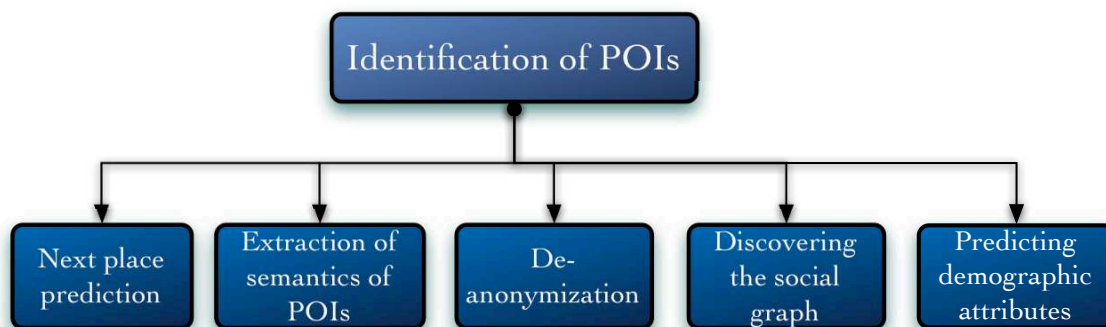 Identification of POIs
Next place
prediction
Extraction of
semantics of
POIs
De-
anonymization
Discovering
the social
graph
Predicting
demographic
attributes